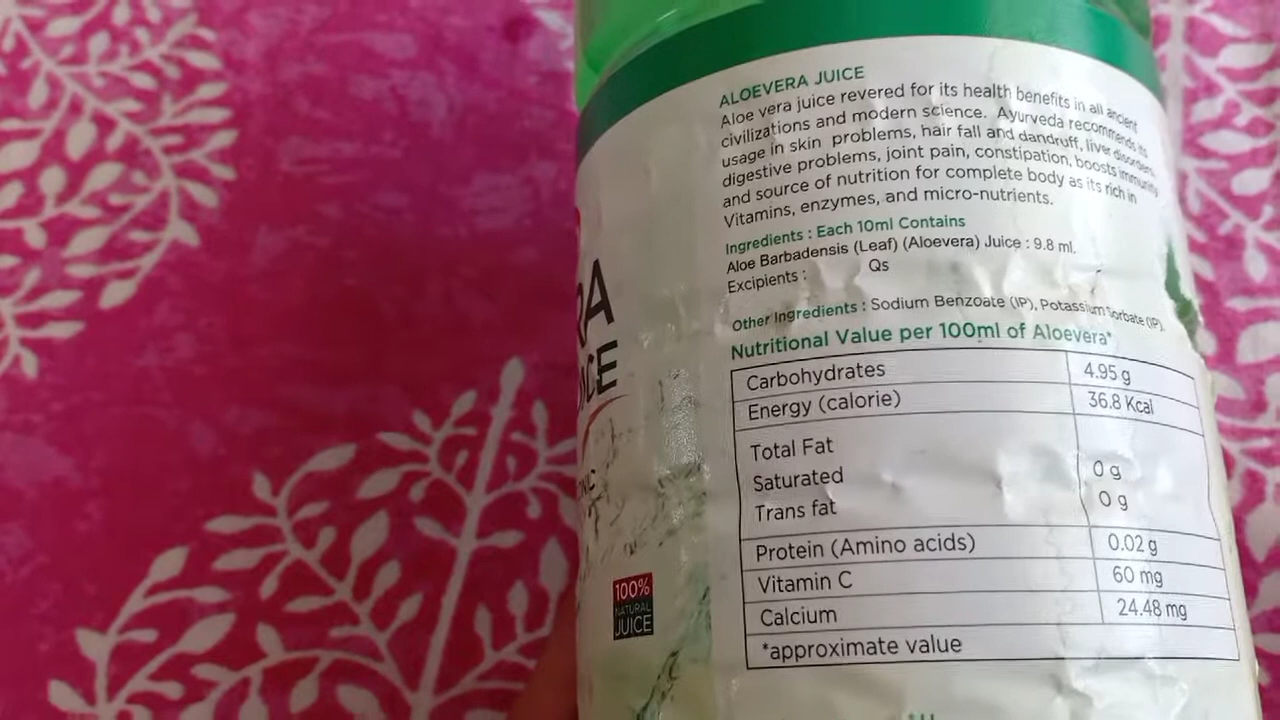 ALOEVERA JUICE
Aloe vera juice revered for its health benefits in all ancient
civilizations and modern science. Ayurveda recommends its
usage in skin problems, hair fall and dandruff, liver disorders,
digestive problems, joint pain, constipation, boosts immunity
and source of nutrition for complete body as its rich in
Vitamins, enzymes, and micro-nutrients.
Ingredients : Each 10ml Contains
Aloe Barbadensis (Leaf) (Aloevera) Juice : 9.8 ml.
Excipients : Qs
Other Ingredients : Sodium Benzoate (IP), Potassium Sorbate (IP).
Nutritional Value per 100ml of Aloevera*
Carbohydrates 4.95 g
Energy (calorie) 36.8 Kcal
Total Fat
Saturated 0 g
Trans fat 0 g
Protein (Amino acids) 0.02 g
Vitamin C 60 mg
Calcium 24.48 mg
*approximate value
100%
NATURAL
JUICE